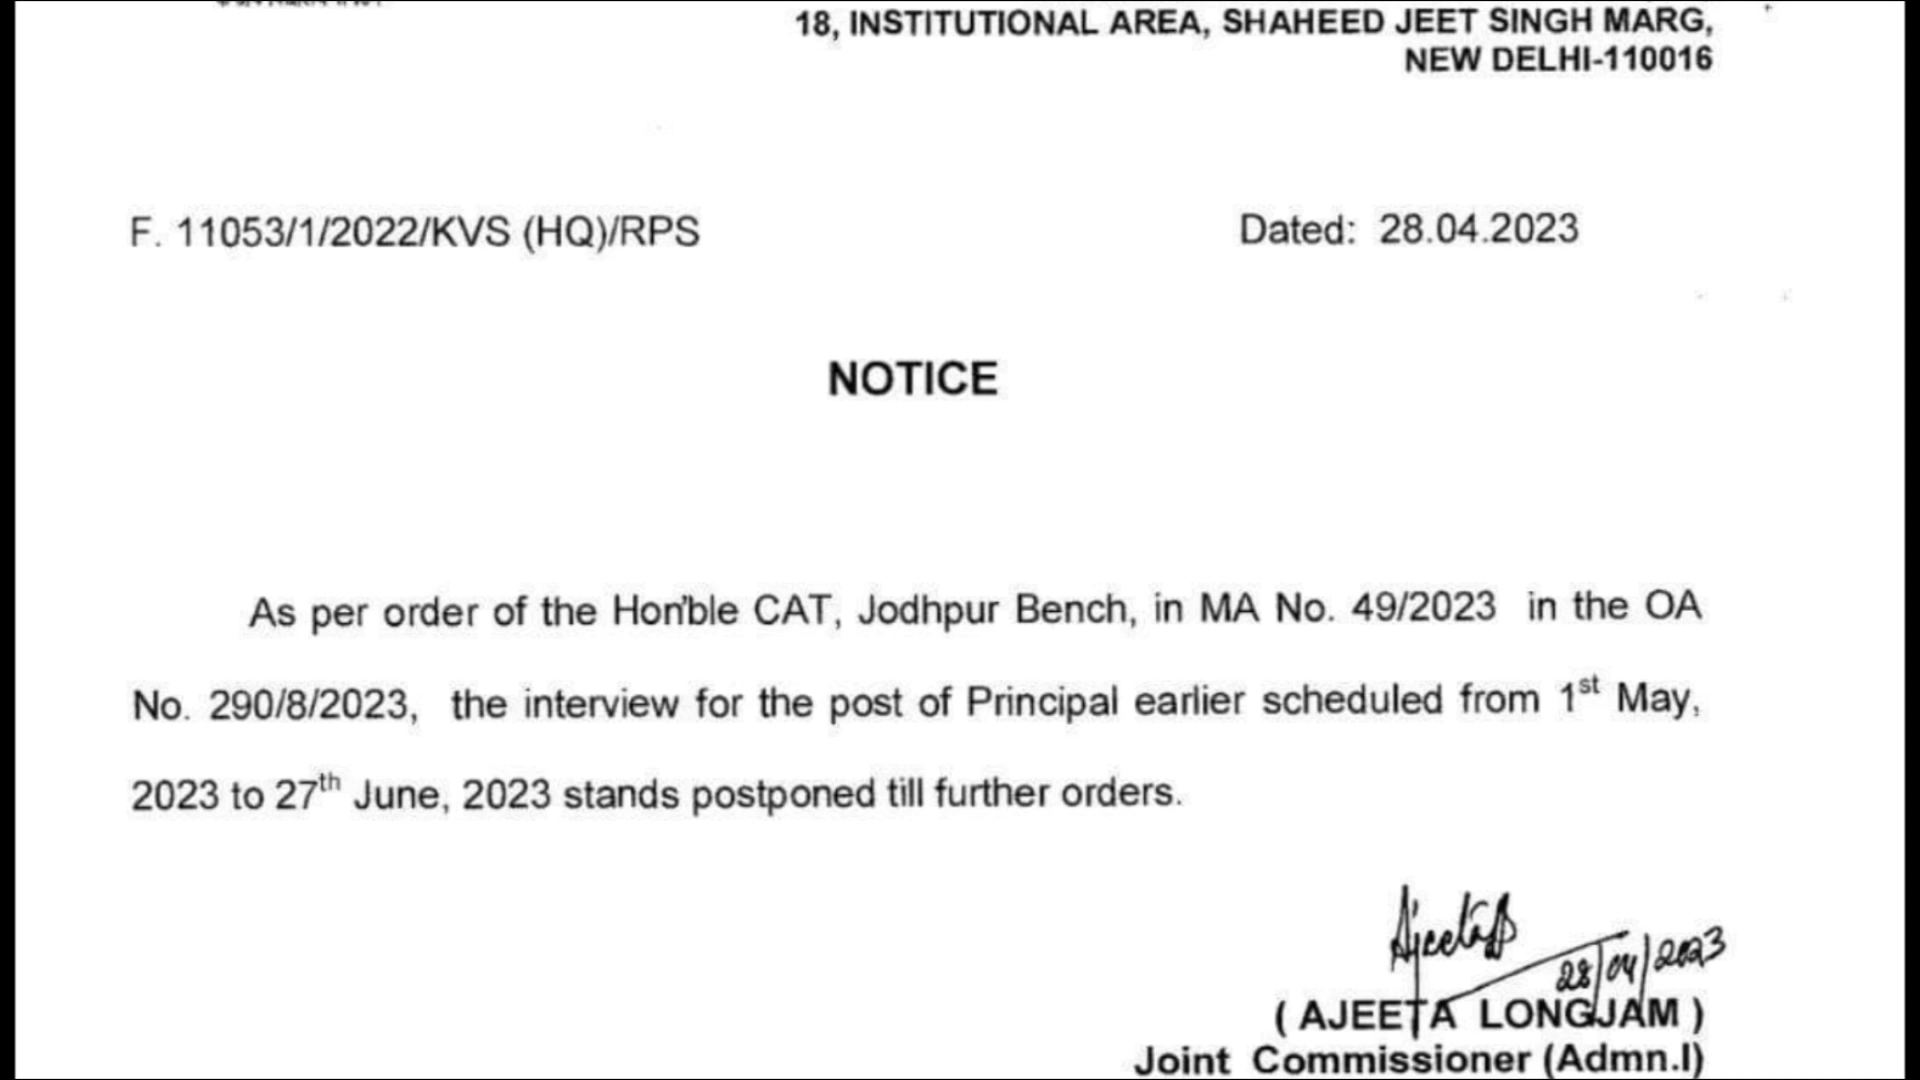 18, INSTITUTIONAL AREA, SHAHEED JEET SINGH MARG,
NEW DELHI-110016
F. 11053/1/2022/KVS (HQ)/RPS Dated: 28.04.2023
NOTICE
As per order of the Hon'ble CAT, Jodhpur Bench, in MA No. 49/2023 in the OA
No. 290/8/2023, the interview for the post of Principal earlier scheduled from 1st May,
2023 to 27th June, 2023 stands postponed till further orders.
28/04/2023
( AJEETA LONGJAM )
Joint Commissioner (Admn.I)